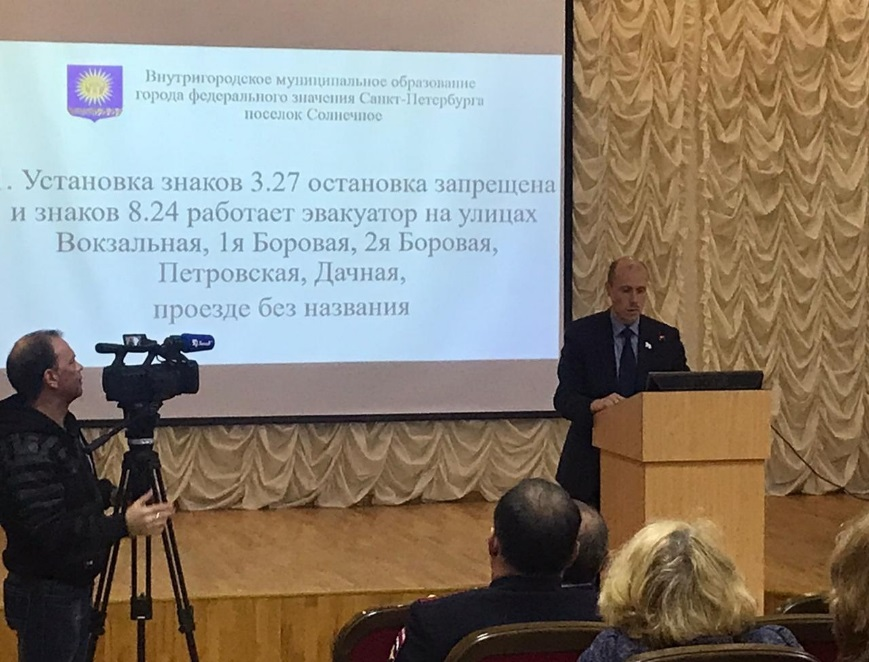 Внутригородское муниципальное образование
города федерального значения Санкт-Петербурга
поселок Солнечное
. Установка знаков 3.27 остановка запрещена
и знаков 8.24 работает эвакуатор на улицах
Вокзальная, 1я Боровая, 2я Боровая,
Петровская, Дачная,
проезде без названия